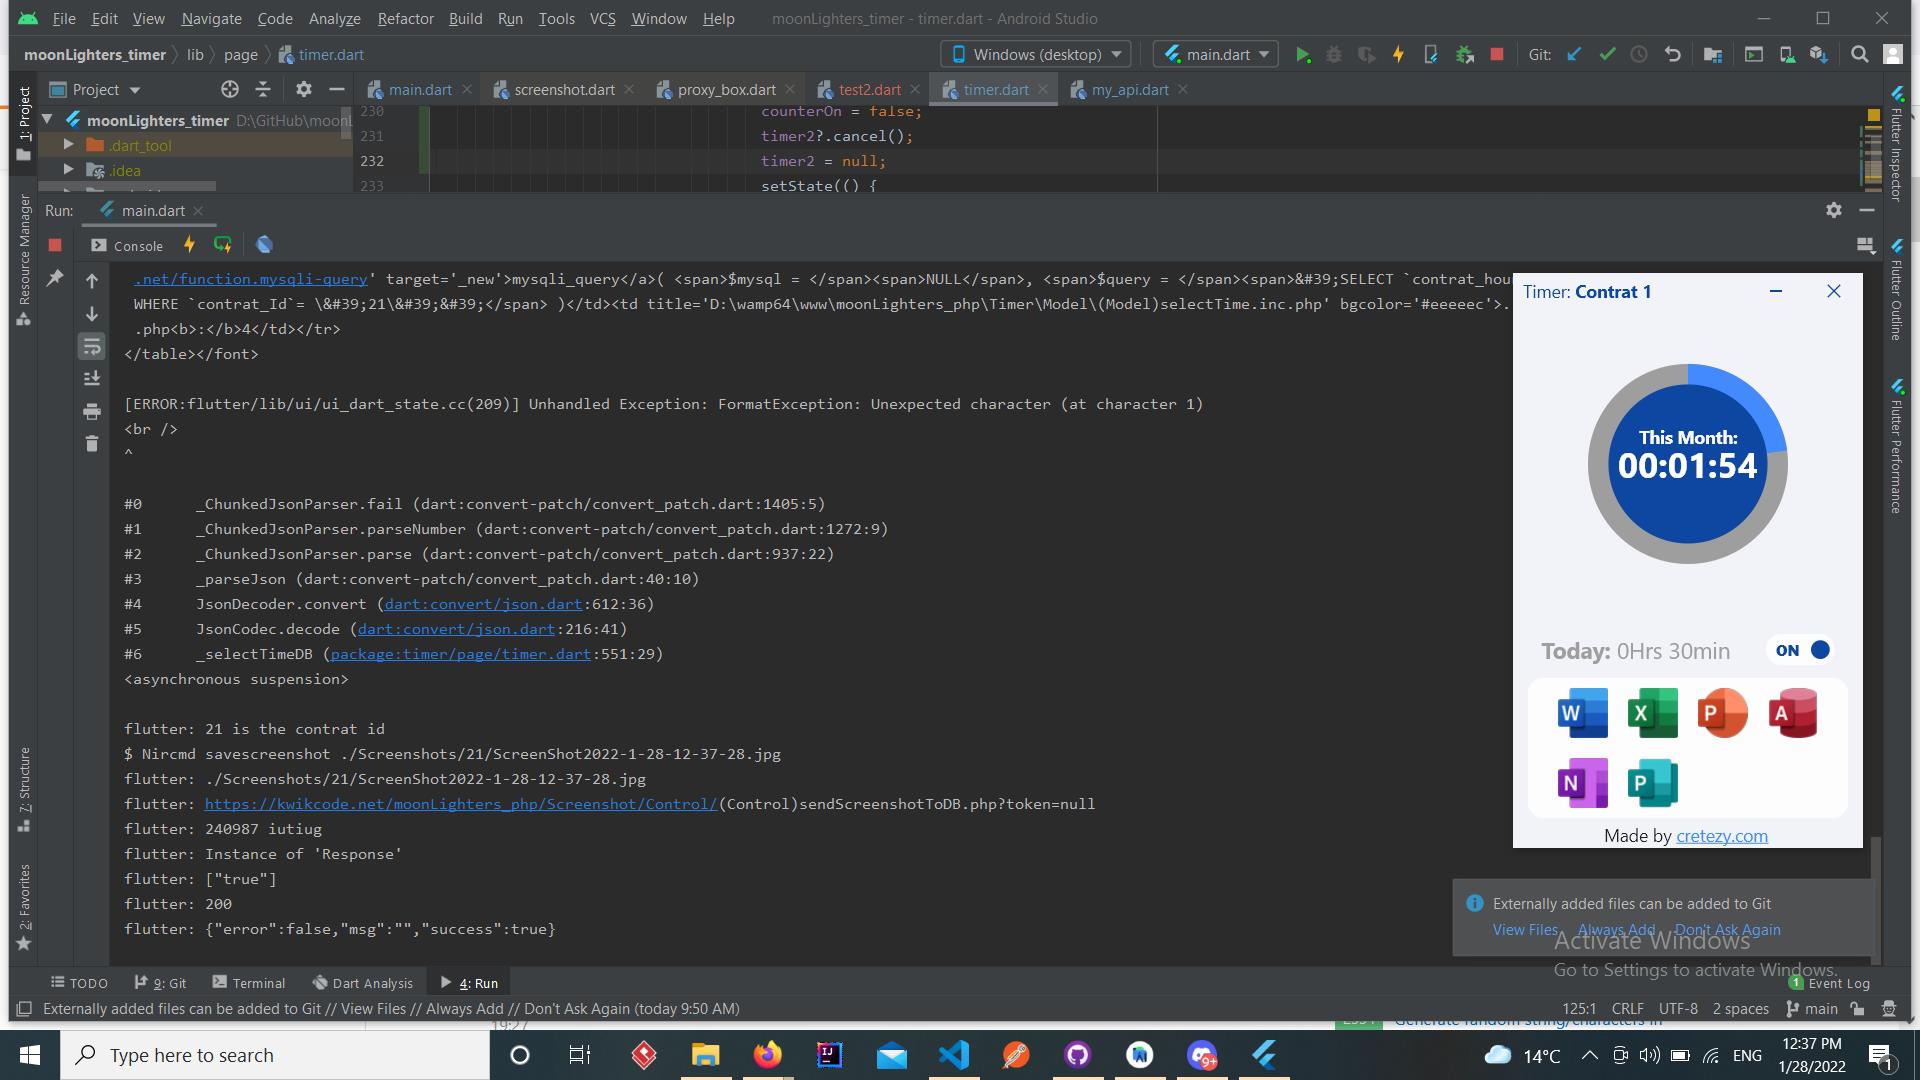 File Edit View Navigate Code Analyze Refactor Build Run Tools VCS Window Help moonLighters_timer - timer.dart - Android Studio
moonLighters_timer lib page timer.dart Windows (desktop) main.dart Git:
Project main.dart screenshot.dart proxy_box.dart test2.dart timer.dart my_api.dart
moonLighters_timer D:\GitHub\moonL
.dart_tool
.idea
230 counterOn = false;
231 timer2?.cancel();
232 timer2 = null;
233 setState(() {
1: Project
Resource Manager
7: Structure
2: Favorites
Flutter Inspector
Flutter Outline
Flutter Performance
Run: main.dart
Console
.net/function.mysqli-query' target='_new'>mysqli_query</a>( <span>$mysql = </span><span>NULL</span>, <span>$query = </span><span>&#39;SELECT `contrat_hou
WHERE `contrat_Id`= \&#39;21\&#39;&#39;</span> )</td><td title='D:\wamp64\www\moonLighters_php\Timer\Model\(Model)selectTime.inc.php' bgcolor='#eeeeec'>.
.php<b>:</b>4</td></tr>
</table></font>
[ERROR:flutter/lib/ui/ui_dart_state.cc(209)] Unhandled Exception: FormatException: Unexpected character (at character 1)
<br />
^
#0 _ChunkedJsonParser.fail (dart:convert-patch/convert_patch.dart:1405:5)
#1 _ChunkedJsonParser.parseNumber (dart:convert-patch/convert_patch.dart:1272:9)
#2 _ChunkedJsonParser.parse (dart:convert-patch/convert_patch.dart:937:22)
#3 _parseJson (dart:convert-patch/convert_patch.dart:40:10)
#4 JsonDecoder.convert (dart:convert/json.dart:612:36)
#5 JsonCodec.decode (dart:convert/json.dart:216:41)
#6 _selectTimeDB (package:timer/page/timer.dart:551:29)
<asynchronous suspension>
flutter: 21 is the contrat id
$ Nircmd savescreenshot ./Screenshots/21/ScreenShot2022-1-28-12-37-28.jpg
flutter: ./Screenshots/21/ScreenShot2022-1-28-12-37-28.jpg
flutter: https://kwikcode.net/moonLighters_php/Screenshot/Control/(Control)sendScreenshotToDB.php?token=null
flutter: 240987 iutiug
flutter: Instance of 'Response'
flutter: ["true"]
flutter: 200
flutter: {"error":false,"msg":"","success":true}
Timer: Contrat 1
This Month:
00:01:54
Today: 0Hrs 30min ON
W X P A
N P
Made by cretezy.com
Externally added files can be added to Git
View Files Always Add Don't Ask Again
Activate Windows
Go to Settings to activate Windows.
TODO 9: Git Terminal Dart Analysis 4: Run 1 Event Log
Externally added files can be added to Git // View Files // Always Add // Don't Ask Again (today 9:50 AM) 125:1 CRLF UTF-8 2 spaces main
19:27
Generate random string/characters in
Type here to search 9+ 14°C ENG 12:37 PM
1/28/2022 1